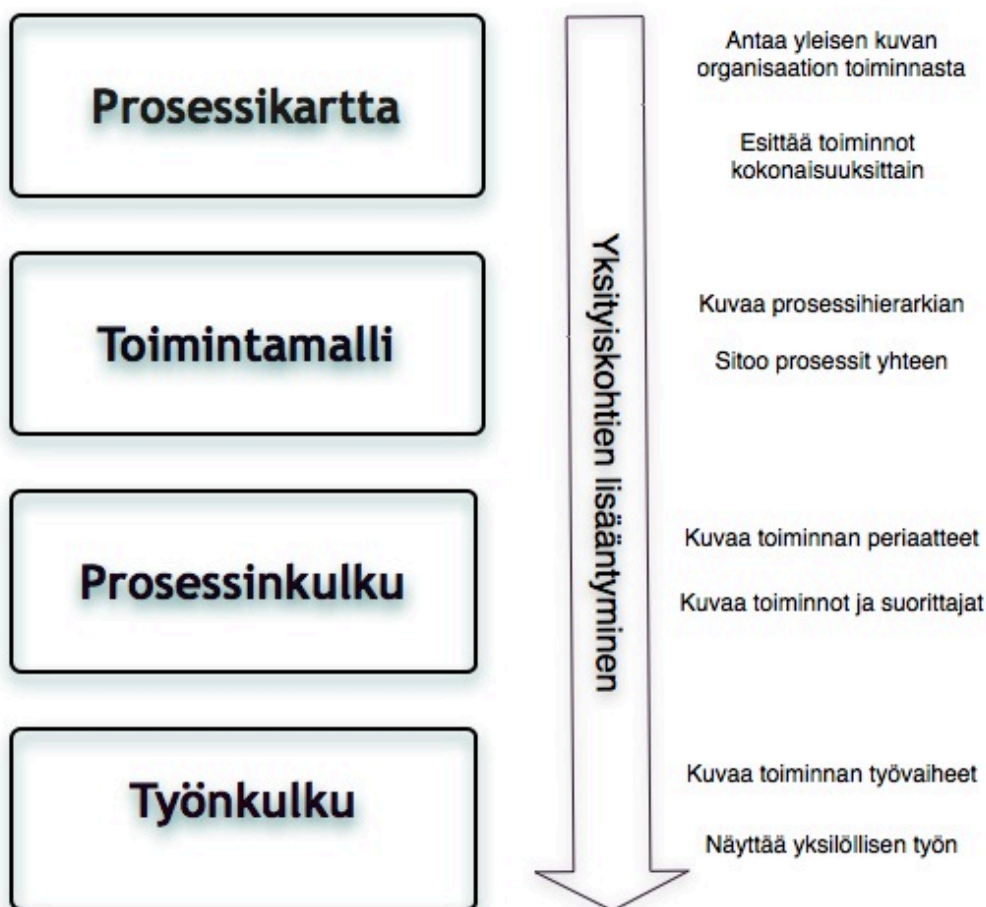 Prosessikartta
Antaa yleisen kuvan
organisaation toiminnasta
Esittää toiminnot
kokonaisuuksittain
Yksityiskohtien lisääntyminen
Toimintamalli
Kuvaa prosessihierarkian
Sitoo prosessit yhteen
Prosessinkulku
Kuvaa toiminnan periaatteet
Kuvaa toiminnot ja suorittajat
Työnkulku
Kuvaa toiminnan työvaiheet
Näyttää yksilöllisen työn